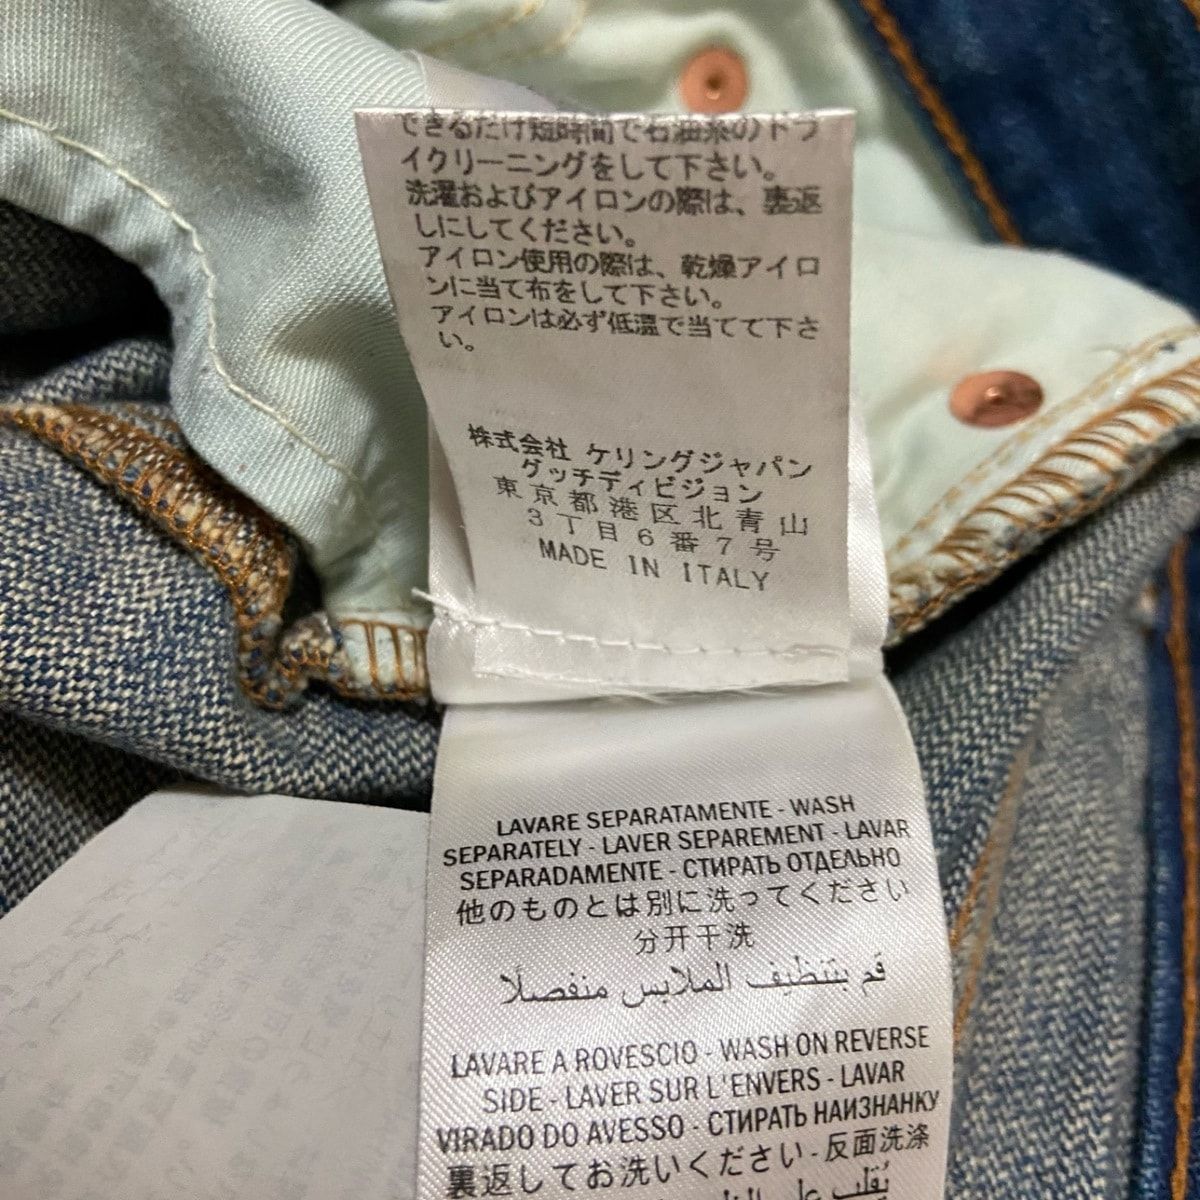 できるだけ短時間で石油系のドラ
イクリーニングをして下さい。
洗濯およびアイロンの際は、裏返
しにしてください。
アイロン使用の際は、乾燥アイロ
ンに当て布をして下さい。
アイロンは必ず低温で当てて下さ
い。
株式会社 ケリングジャパン
グッチディビジョン
東京都港区北青山
3丁目6番7号
MADE IN ITALY
LAVARE SEPARATAMENTE - WASH
SEPARATELY - LAVER SEPAREMENT - LAVAR
SEPARADAMENTE - СТИРАТЬ ОТДЕЛЬНО
他のものとは別に洗ってください
分开干洗
قم بتنظيف الملابس منفصلًا
LAVARE A ROVESCIO - WASH ON REVERSE
SIDE - LAVER SUR L'ENVERS - LAVAR
VIRADO DO AVESSO - СТИРАТЬ НАИЗНАНКУ
裏返してお洗いください - 反面洗涤